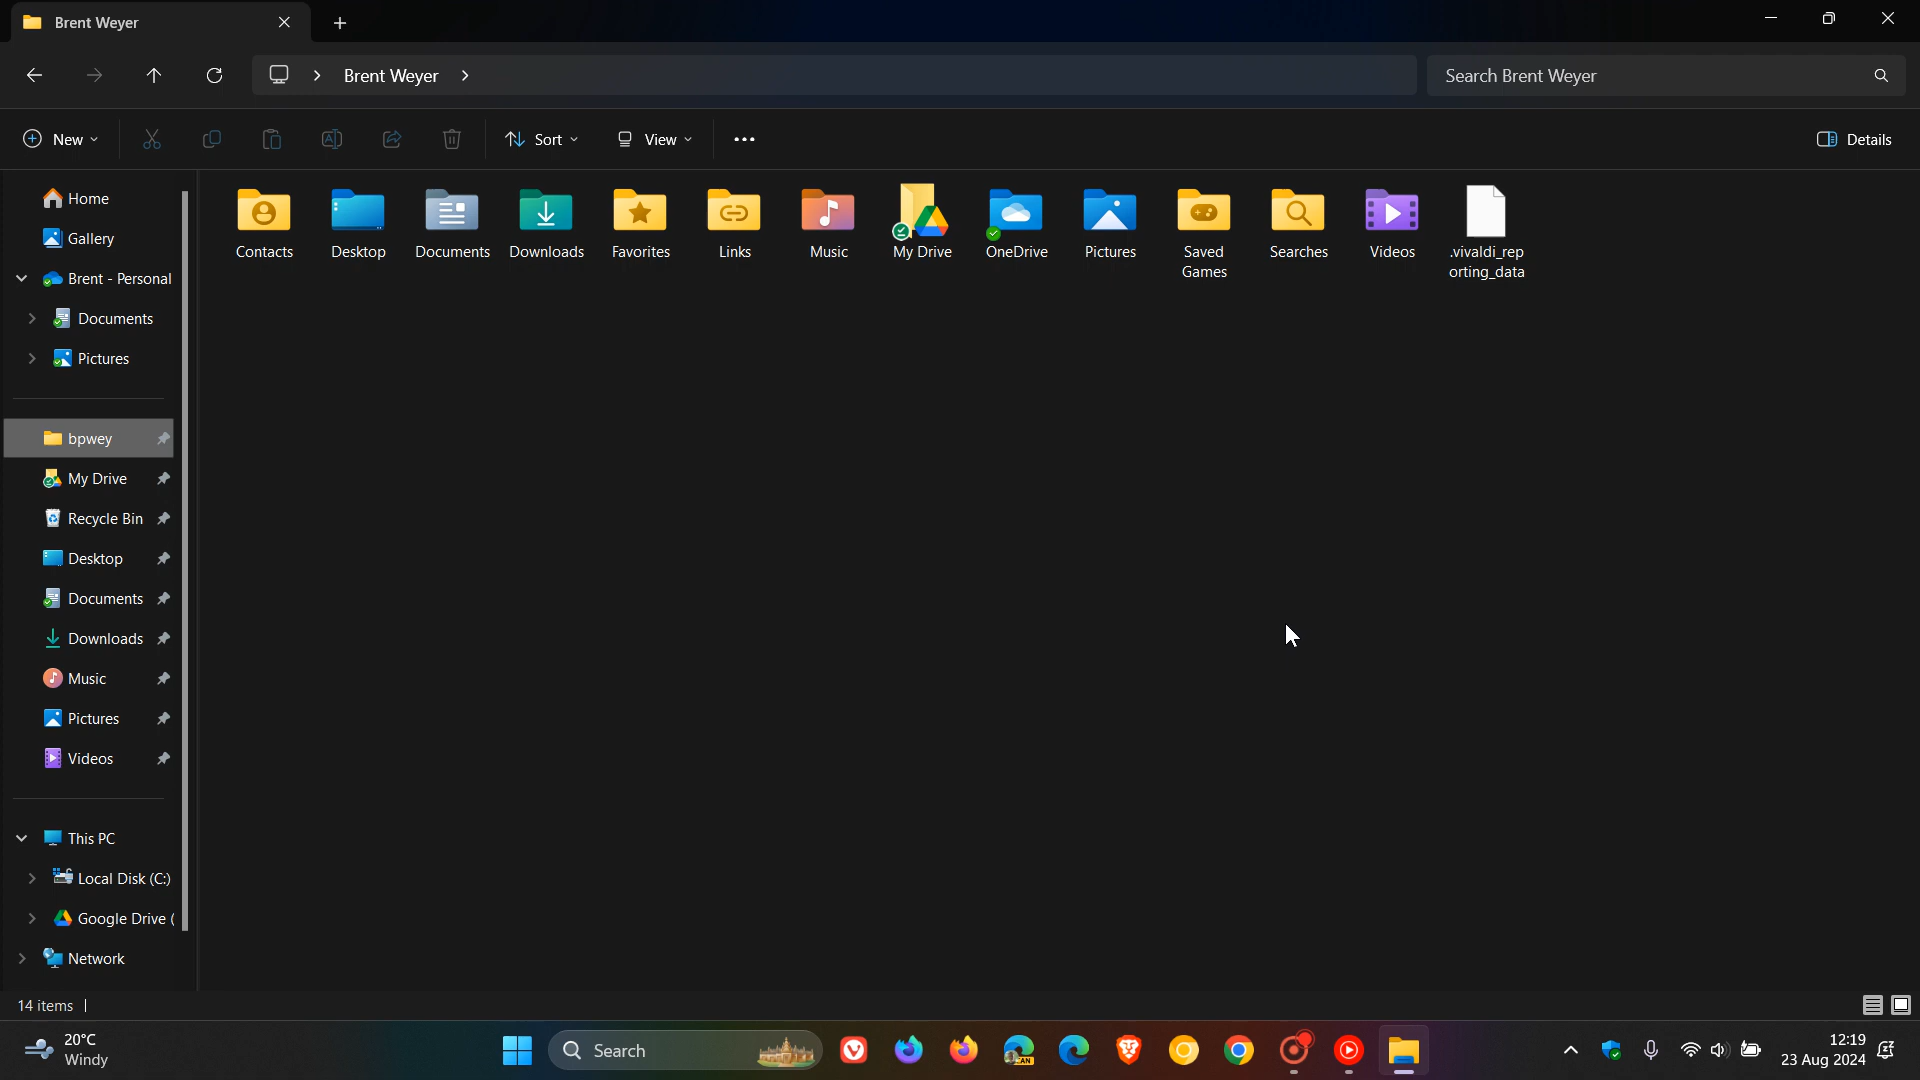 Brent Weyer
Brent Weyer
Search Brent Weyer
New
Sort
View
Details
Home
Gallery
Brent - Personal
Documents
Pictures
bpwey
My Drive
Recycle Bin
Desktop
Documents
Downloads
Music
Pictures
Videos
This PC
Local Disk (C:)
Google Drive (
Network
Contacts
Desktop
Documents
Downloads
Favorites
Links
Music
My Drive
OneDrive
Pictures
Saved
Games
Searches
Videos
.vivaldi_rep
orting_data
14 items
20°C
Windy
Search
CAN
12:19
23 Aug 2024